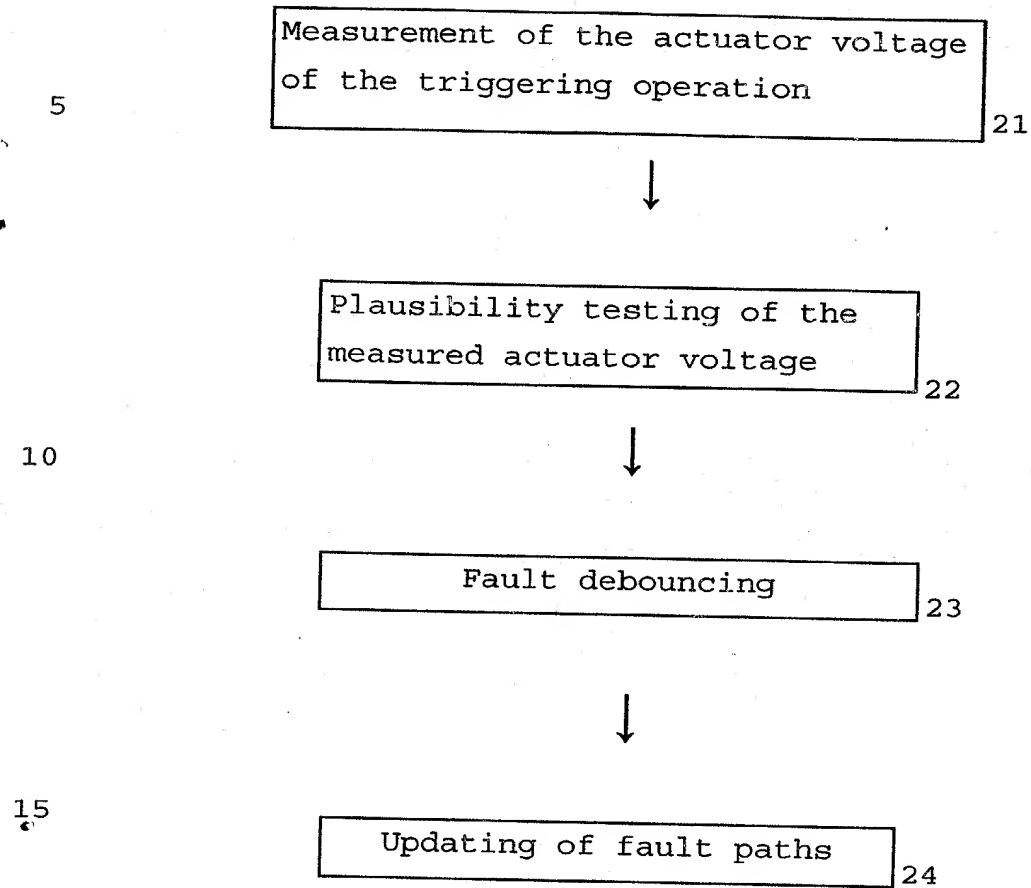 Measurement of the actuator voltage
of the triggering operation
5
21
Plausibility testing of the
measured actuator voltage
22
10
Fault debouncing
23
15
Updating of fault paths
24